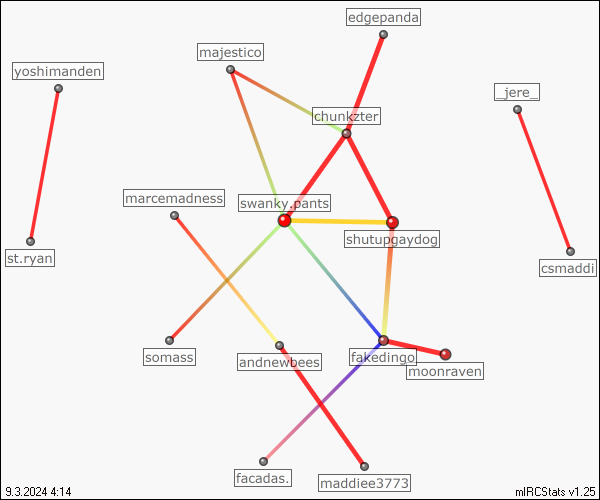 edgepanda
majestico
yoshimanden
_jere_
chunkzter
marcemadness
swanky.pants
shutupgaydog
st.ryan
csmaddi
somass
andnewbees
fakedingo
moonraven
facadas.
maddiee3773
9.3.2024 4:14
mIRCStats v1.25